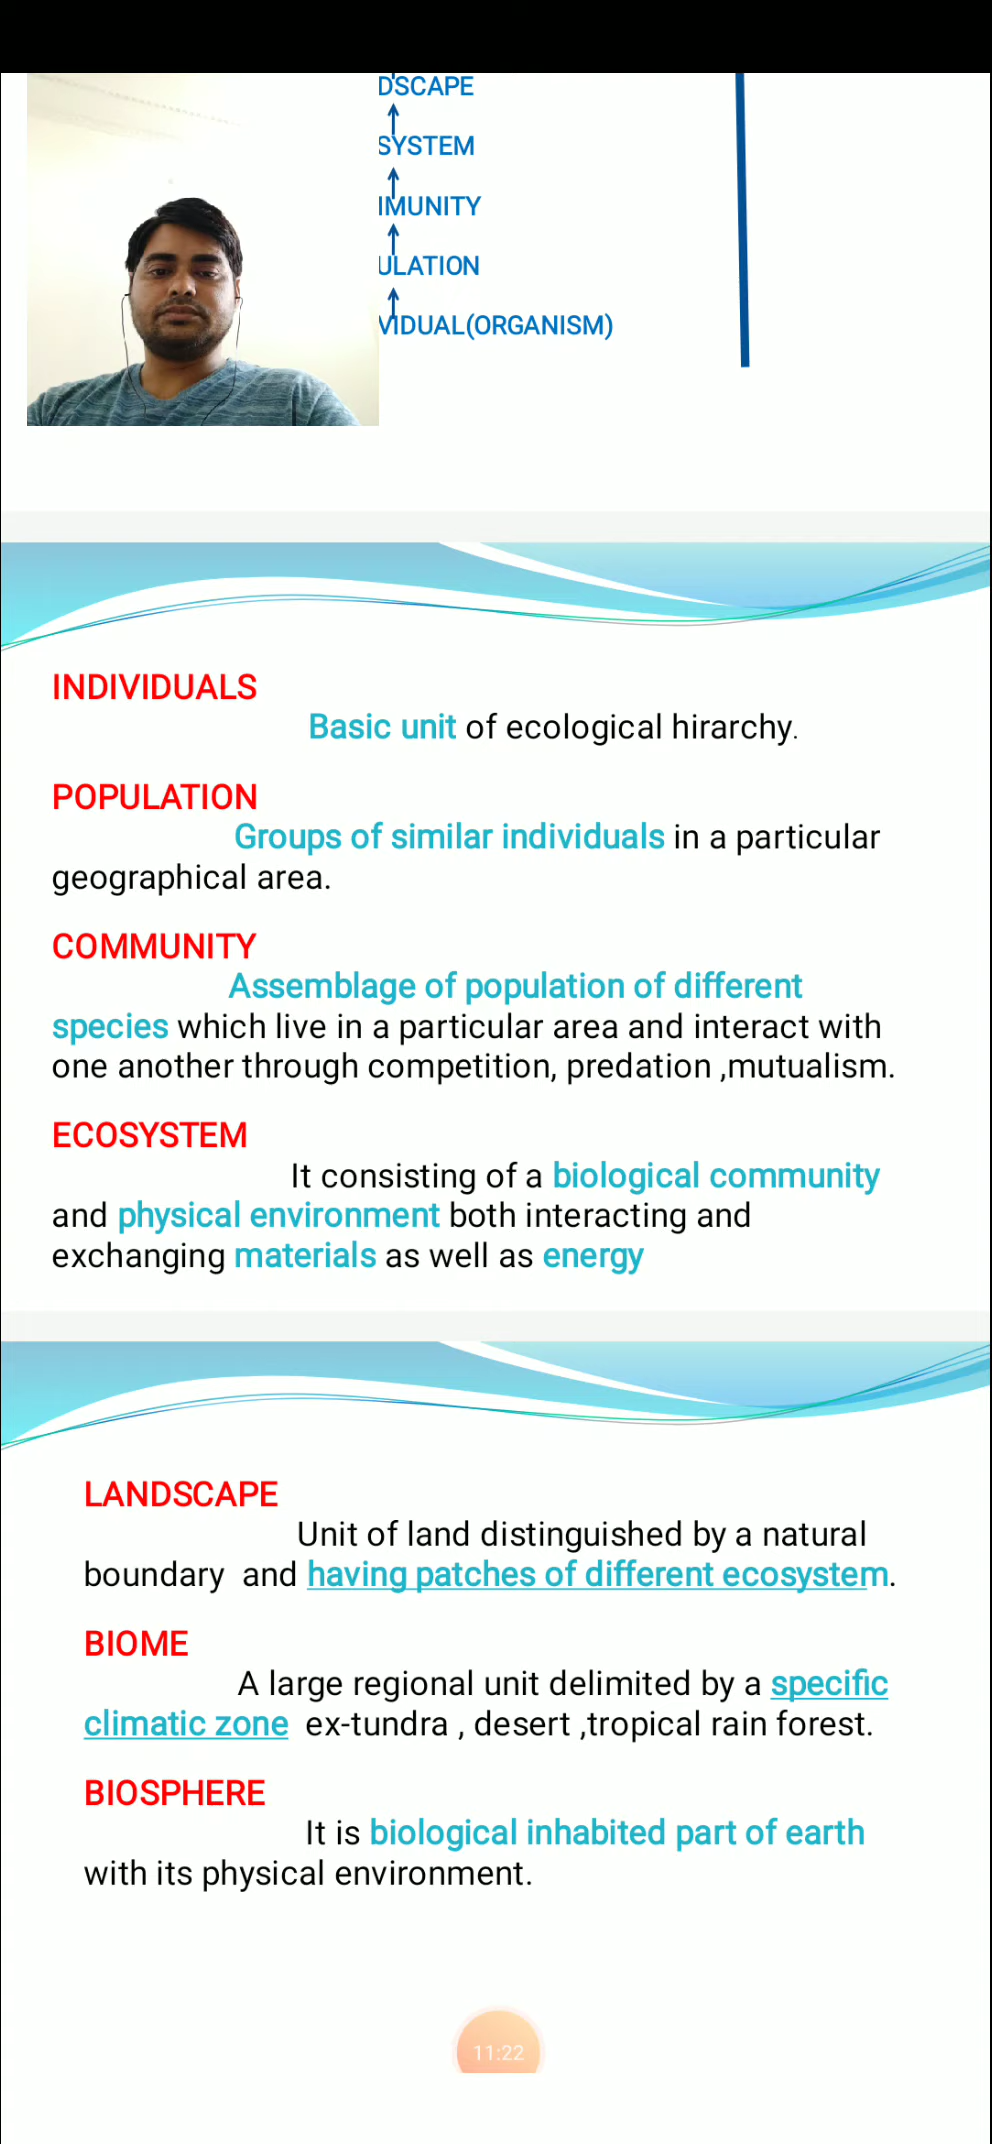 DSCAPE
SYSTEM
MUNITY
ULATION
VIDUAL(ORGANISM)
INDIVIDUALS
Basic unit of ecological hirarchy.
POPULATION
Groups of similar individuals in a particular
geographical area.
COMMUNITY
Assemblage of population of different
species which live in a particular area and interact with
one another through competition, predation ,mutualism.
ECOSYSTEM
It consisting of a biological community
and physical environment both interacting and
exchanging materials as well as energy
LANDSCAPE
Unit of land distinguished by a natural
boundary and having patches of different ecosystem.
BIOME
A large regional unit delimited by a specific
climatic zone ex-tundra , desert ,tropical rain forest.
BIOSPHERE
It is biological inhabited part of earth
with its physical environment.
11:22